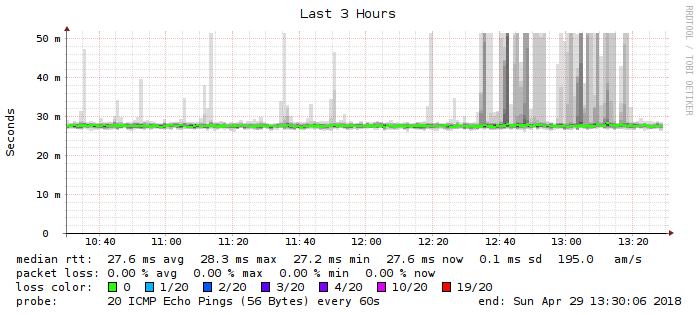 Last 3 Hours
RRDTOOL / TOBI OETIKER
Seconds
50 m
40 m
30 m
20 m
10 m
0
10:40 11:00 11:20 11:40 12:00 12:20 12:40 13:00 13:20
median rtt: 27.6 ms avg 28.3 ms max 27.2 ms min 27.6 ms now 0.1 ms sd 195.0 am/s
packet loss: 0.00 % avg 0.00 % max 0.00 % min 0.00 % now
loss color: 0 1/20 2/20 3/20 4/20 10/20 19/20
probe: 20 ICMP Echo Pings (56 Bytes) every 60s end: Sun Apr 29 13:30:06 2018